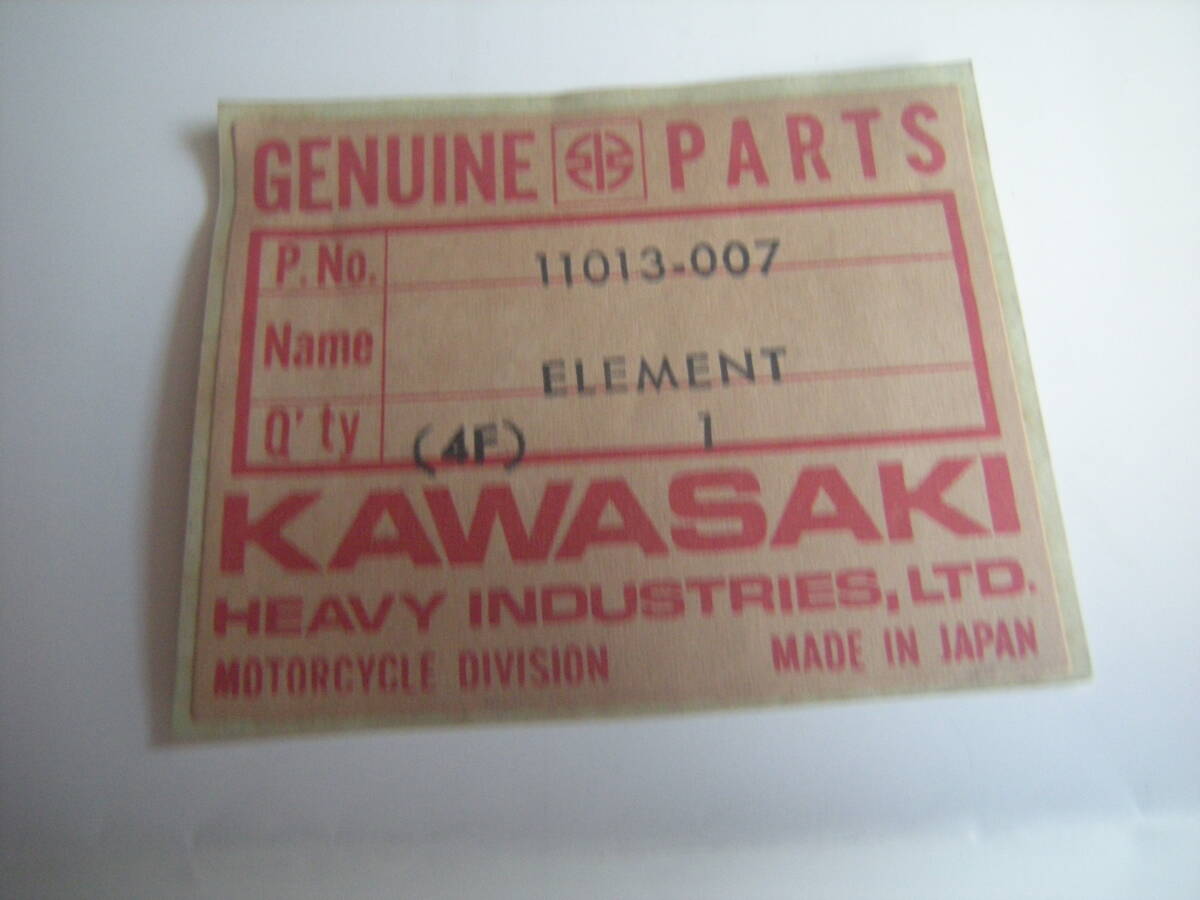 GENUINE PARTS
P. No. 11013-007
Name ELEMENT
Q'ty (4F) 1
KAWASAKI
HEAVY INDUSTRIES, LTD.
MOTORCYCLE DIVISION MADE IN JAPAN